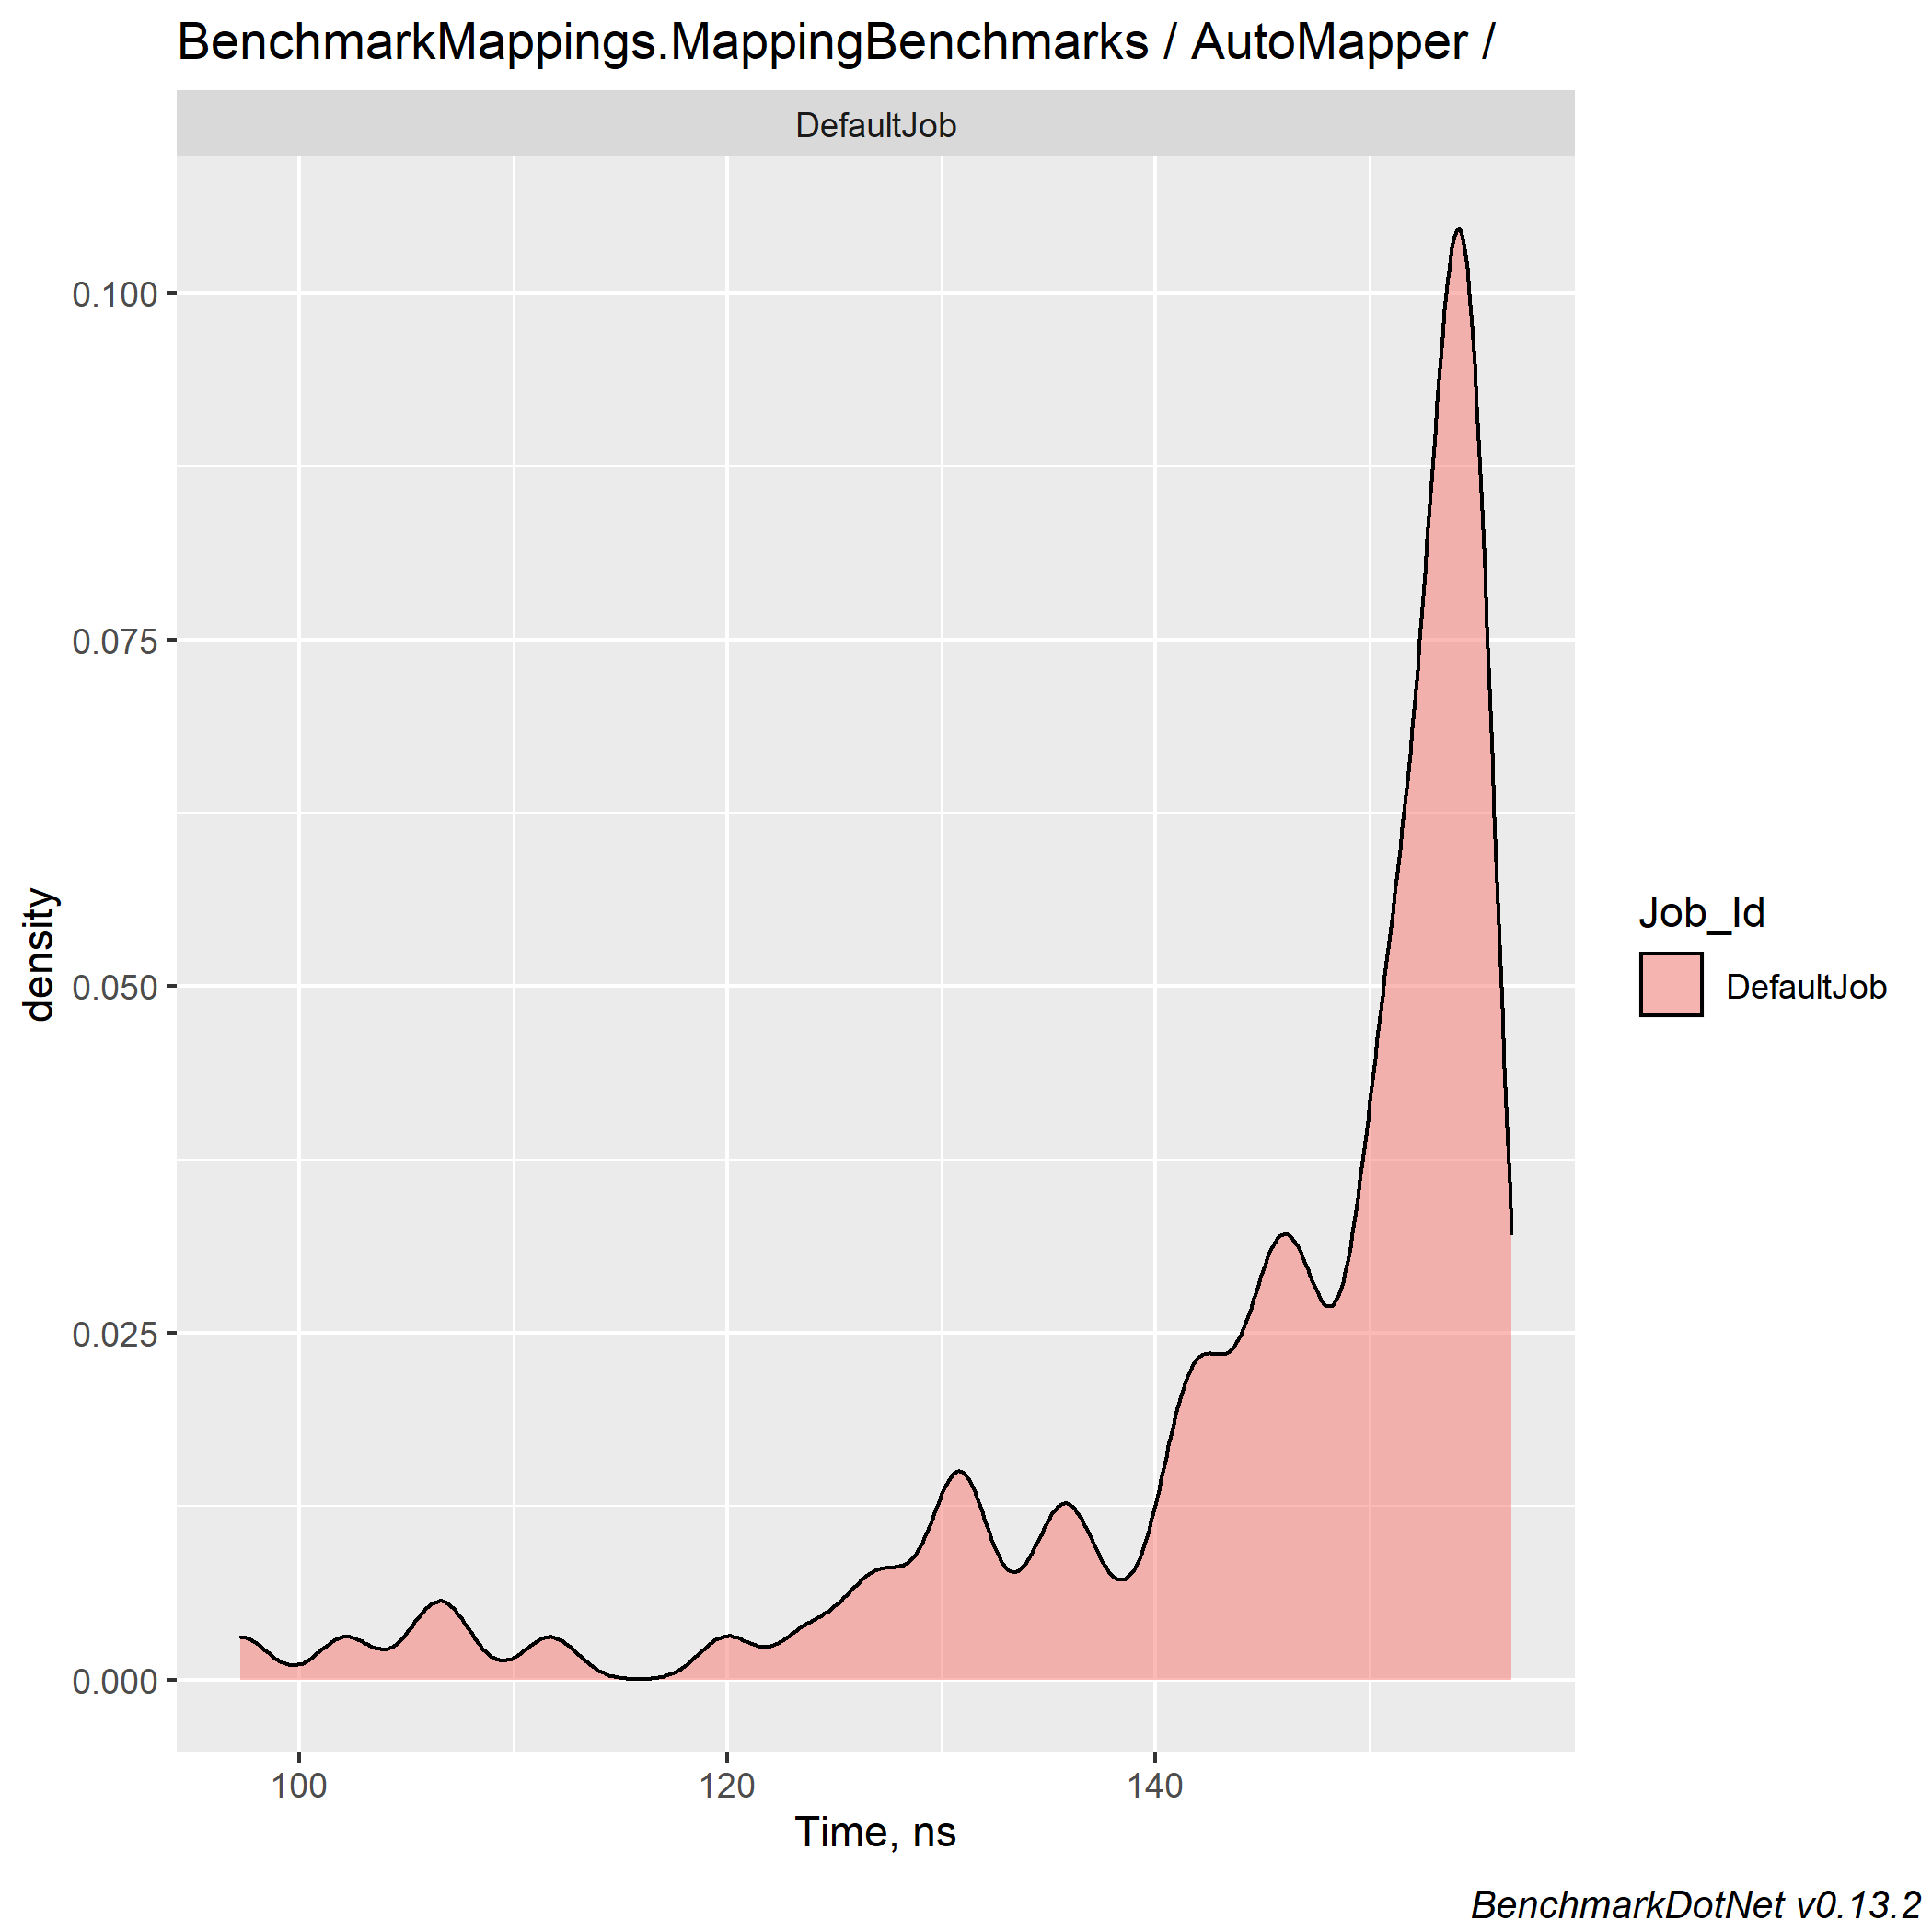 BenchmarkMappings.MappingBenchmarks / AutoMapper /
DefaultJob
0.100
0.075
0.050
0.025
0.000
density
100 120 140
Time, ns
Job_Id
DefaultJob
BenchmarkDotNet v0.13.2